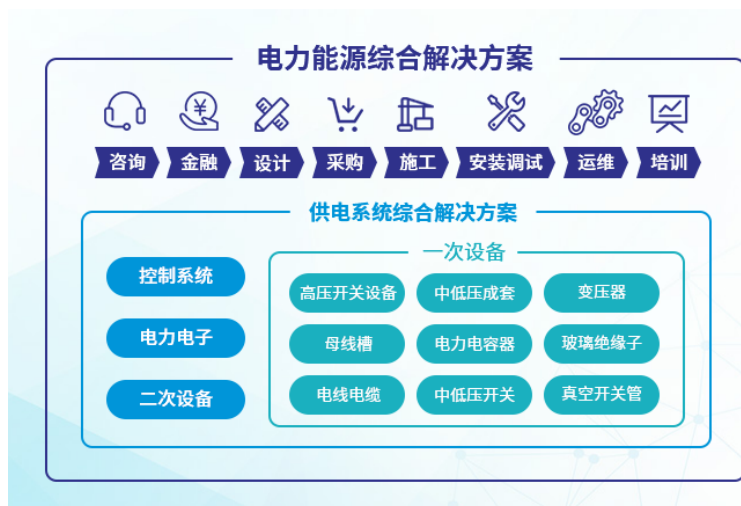 电力能源综合解决方案
咨询 金融 设计 采购 施工 安装调试 运维 培训
供电系统综合解决方案
一次设备
控制系统
电力电子
二次设备
高压开关设备 中低压成套 变压器
母线槽 电力电容器 玻璃绝缘子
电线电缆 中低压开关 真空开关管